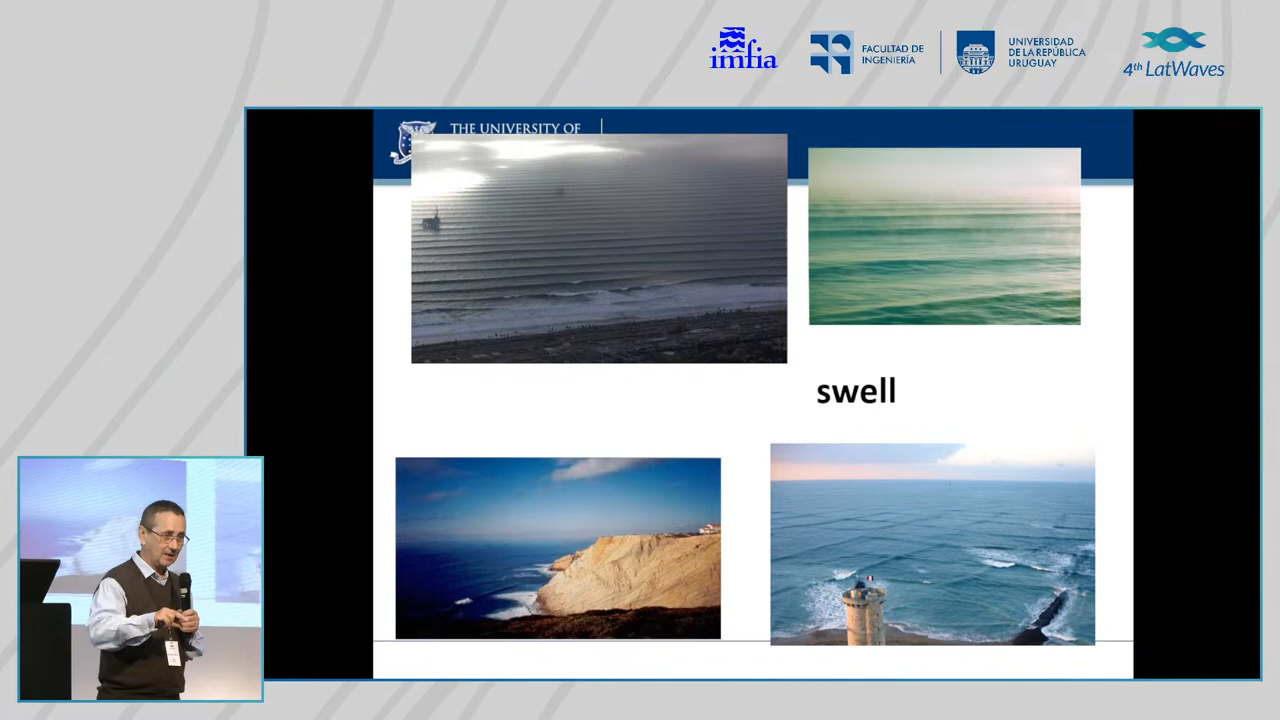 imfia
FACULTAD DE
INGENIERÍA
UNIVERSIDAD
DE LA REPÚBLICA
URUGUAY
4th LatWaves
THE UNIVERSITY OF
swell